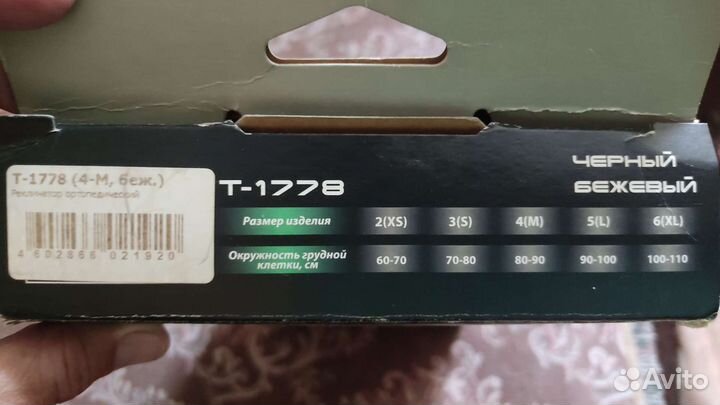 T-1778 (4-M, беж.)
Реклинатор ортопедический
4 602866 021920
T-1778
ЧЕРНЫЙ
БЕЖЕВЫЙ
Размер изделия 2(XS) 3(S) 4(M) 5(L) 6(XL)
Окружность грудной
клетки, см 60-70 70-80 80-90 90-100 100-110
Avito